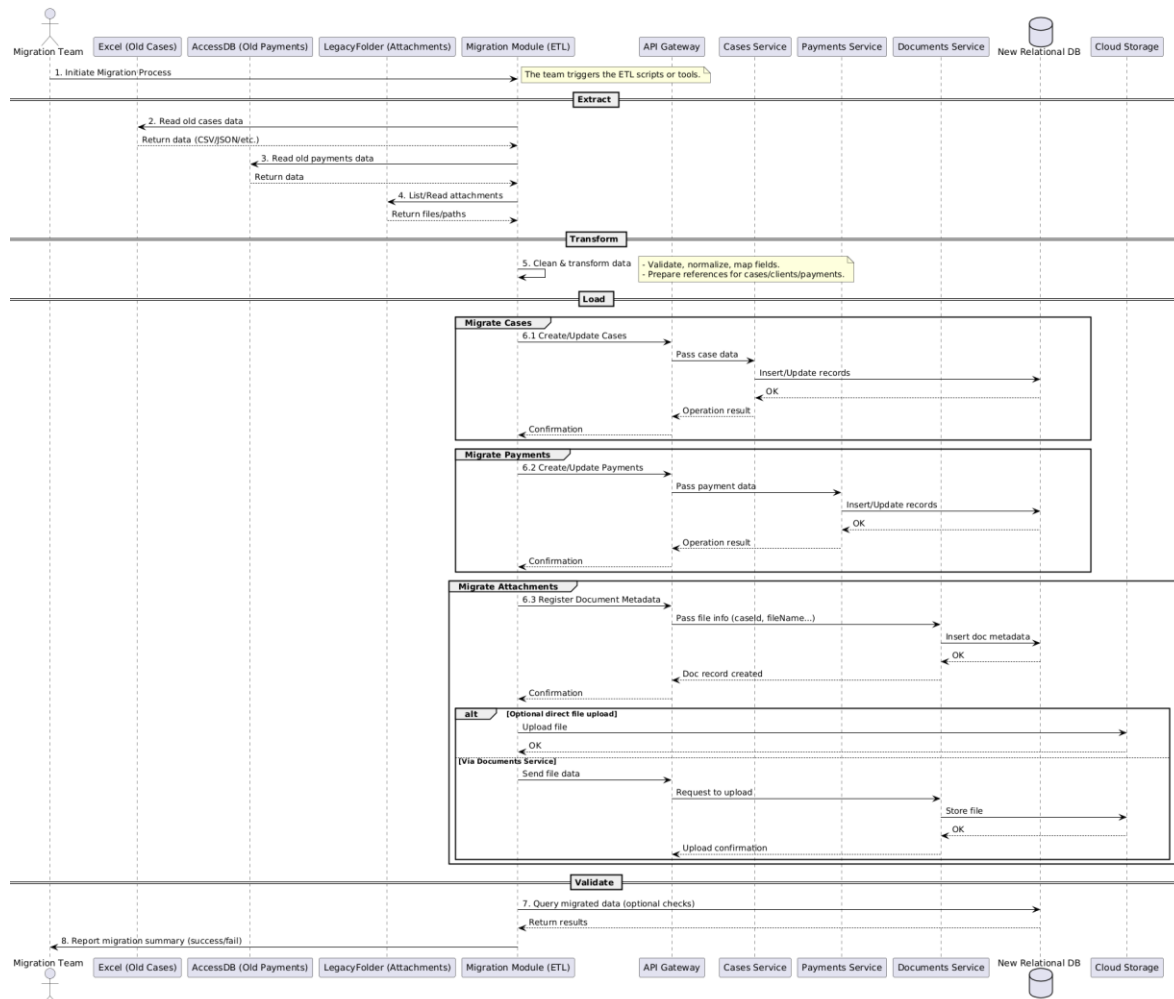 Migration Team
Excel (Old Cases)
AccessDB (Old Payments)
LegacyFolder (Attachments)
Migration Module (ETL)
API Gateway
Cases Service
Payments Service
Documents Service
New Relational DB
Cloud Storage
1. Initiate Migration Process
The team triggers the ETL scripts or tools.
Extract
2. Read old cases data
Return data (CSV/JSON/etc.)
3. Read old payments data
Return data
4. List/Read attachments
Return files/paths
Transform
5. Clean & transform data
- Validate, normalize, map fields.
- Prepare references for cases/clients/payments.
Load
Migrate Cases
6.1 Create/Update Cases
Pass case data
Insert/Update records
OK
Operation result
Confirmation
Migrate Payments
6.2 Create/Update Payments
Pass payment data
Insert/Update records
OK
Operation result
Confirmation
Migrate Attachments
6.3 Register Document Metadata
Pass file info (caseId, fileName...)
Insert doc metadata
OK
Doc record created
Confirmation
alt
[Optional direct file upload]
Upload file
OK
[Via Documents Service]
Send file data
Request to upload
Store file
OK
Upload confirmation
Validate
7. Query migrated data (optional checks)
Return results
8. Report migration summary (success/fail)
Migration Team
Excel (Old Cases)
AccessDB (Old Payments)
LegacyFolder (Attachments)
Migration Module (ETL)
API Gateway
Cases Service
Payments Service
Documents Service
New Relational DB
Cloud Storage